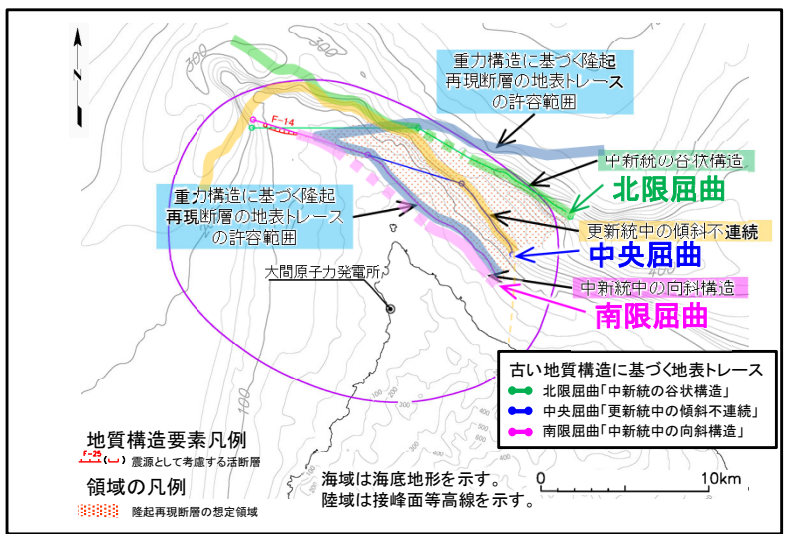 重力構造に基づく隆起
再現断層の地表トレース
の許容範囲
300
300
N
F-14
中新統の谷状構造
北限屈曲
重力構造に基づく隆起
再現断層の地表トレース
の許容範囲
更新統中の傾斜不連続
中央屈曲
400
大間原子力発電所
中新統中の向斜構造
南限屈曲
古い地質構造に基づく地表トレース
北限屈曲「中新統の谷状構造」
中央屈曲「更新統中の傾斜不連続」
南限屈曲「中新統中の向斜構造」
100
100
200
300
400
地質構造要素凡例
F-25
震源として考慮する活断層
領域の凡例
隆起再現断層の想定領域
海域は海底地形を示す。
陸域は接峰面等高線を示す。
0
10km